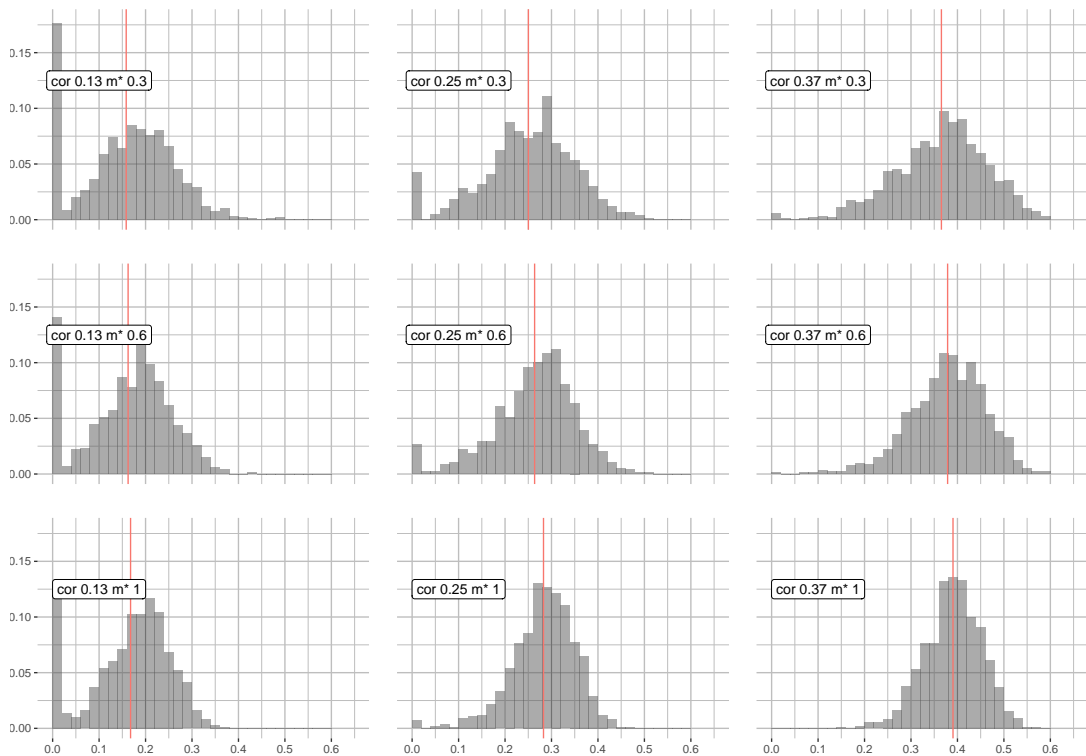 0.15
0.10
0.05
0.00
cor 0.13 m* 0.3
cor 0.25 m* 0.3
cor 0.37 m* 0.3
0.15
0.10
0.05
0.00
cor 0.13 m* 0.6
cor 0.25 m* 0.6
cor 0.37 m* 0.6
0.15
0.10
0.05
0.00
cor 0.13 m* 1
cor 0.25 m* 1
cor 0.37 m* 1
0.0 0.1 0.2 0.3 0.4 0.5 0.6
0.0 0.1 0.2 0.3 0.4 0.5 0.6
0.0 0.1 0.2 0.3 0.4 0.5 0.6